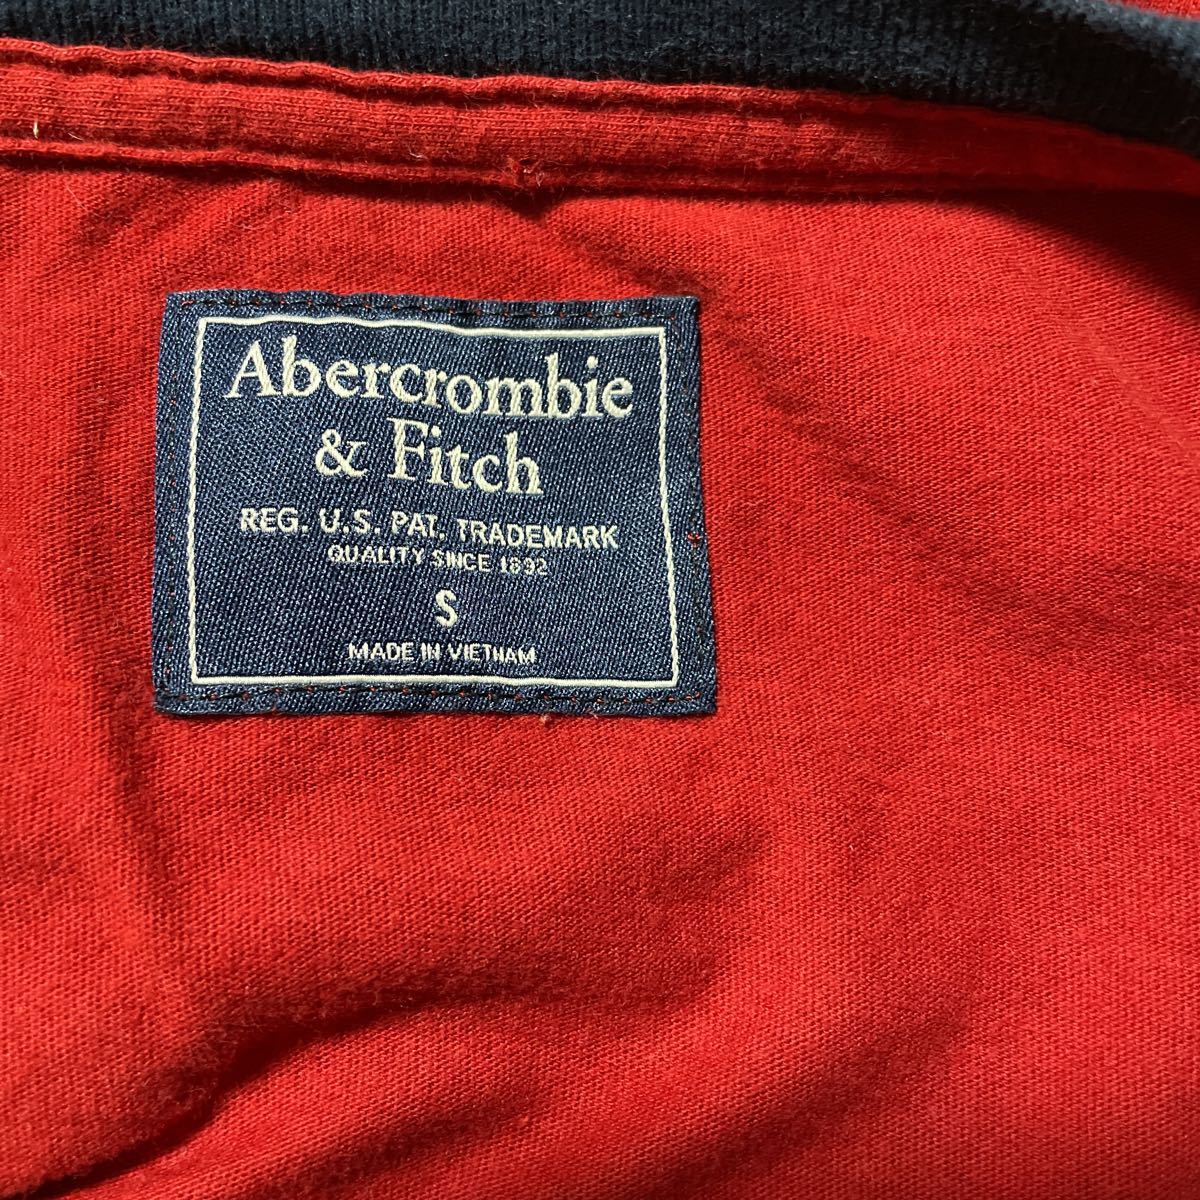 Abercrombie
& Fitch
REG. U.S. PAT. TRADEMARK
QUALITY SINCE 1892
S
MADE IN VIETNAM